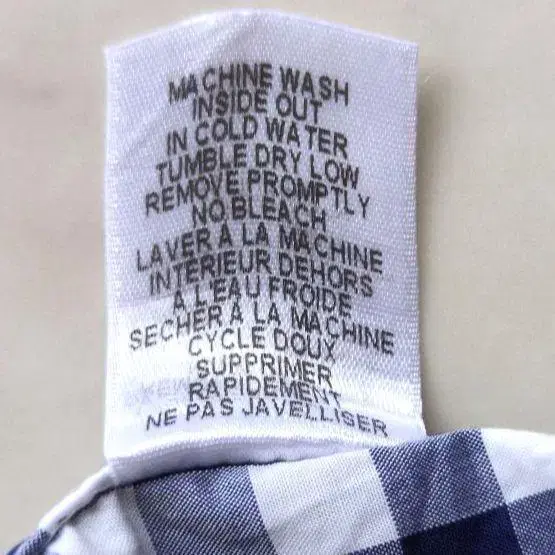 MACHINE WASH
INSIDE OUT
IN COLD WATER
TUMBLE DRY LOW
REMOVE PROMPTLY
NO BLEACH
LAVER À LA MACHINE
INTERIEUR DEHORS
À L'EAU FROIDE
SECHER À LA MACHINE
CYCLE DOUX
SUPPRIMER
RAPIDEMENT
NE PAS JAVELLISER